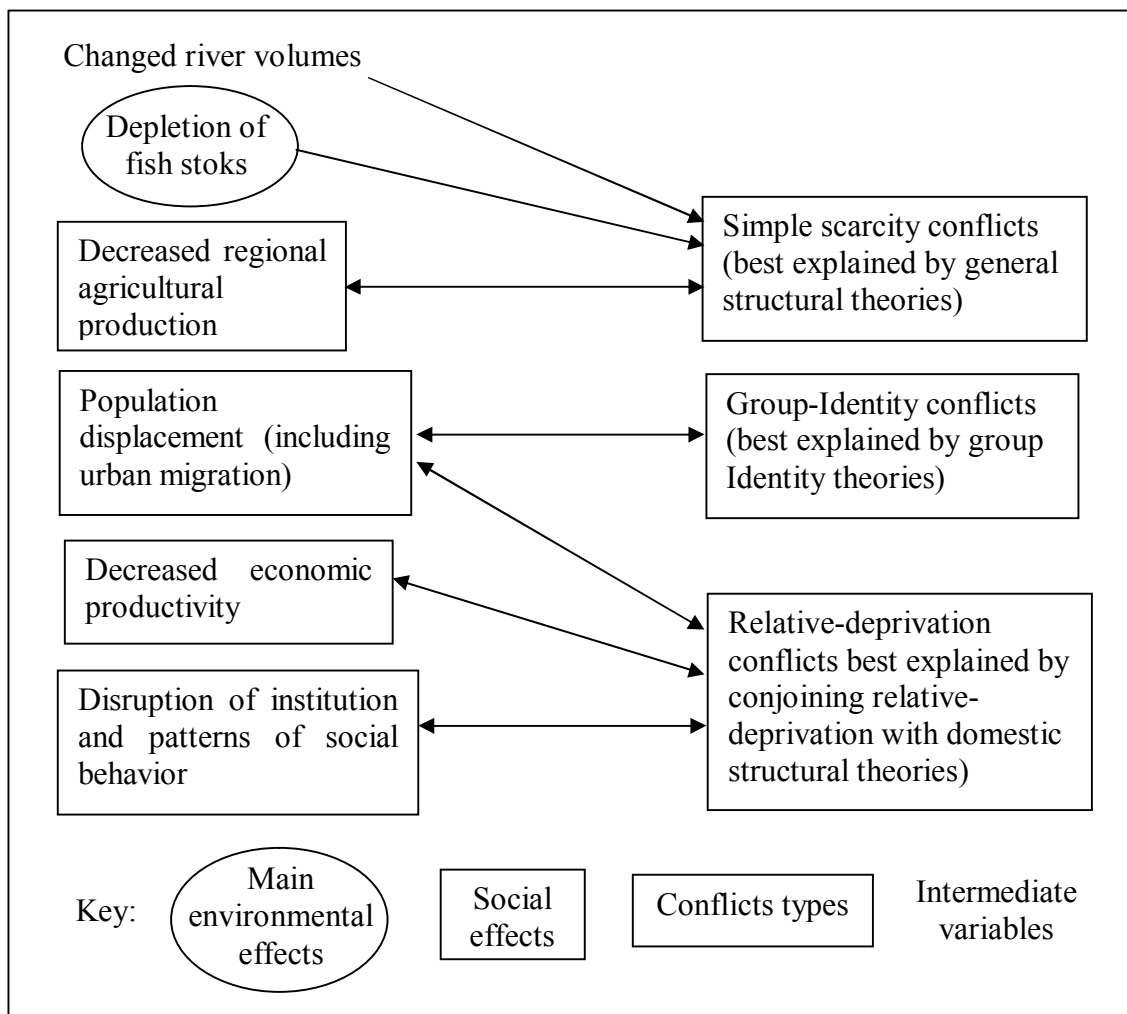 Changed river volumes
Depletion of
fish stoks
Decreased regional
agricultural
production
Simple scarcity conflicts
(best explained by general
structural theories)
Population
displacement (including
urban migration)
Group-Identity conflicts
(best explained by group
Identity theories)
Decreased economic
productivity
Relative-deprivation
conflicts best explained by
conjoining relative-
deprivation with domestic
structural theories)
Disruption of institution
and patterns of social
behavior
Key:
Main
environmental
effects
Social
effects
Conflicts types
Intermediate
variables